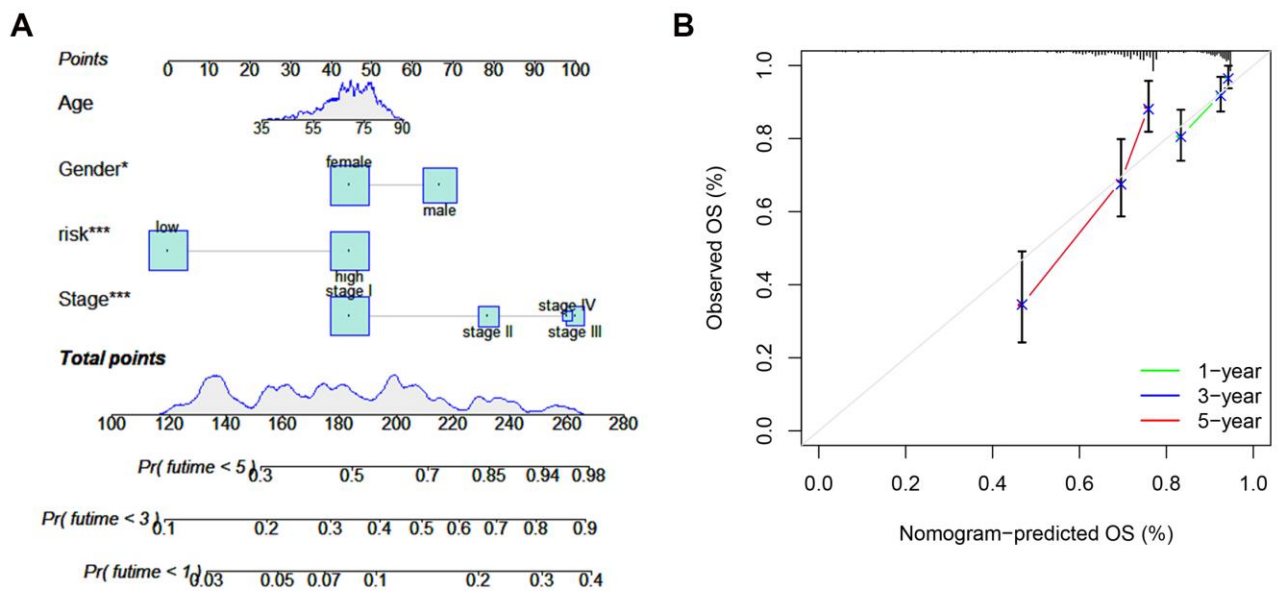 A
Points
0 10 20 30 40 50 60 70 80 90 100
Age
35 55 75 90
Gender*
female
male
risk***
low
high
Stage***
stage I
stage II
stage IV
stage III
Total points
100 120 140 160 180 200 220 240 260 280
Pr( futime < 5 )
0.3 0.5 0.7 0.85 0.94 0.98
Pr( futime < 3 )
0.1 0.2 0.3 0.4 0.5 0.6 0.7 0.8 0.9
Pr( futime < 1 )
0.03 0.05 0.07 0.1 0.2 0.3 0.4
B
Observed OS (%)
1.0
0.8
0.6
0.4
0.2
0.0
1−year
3−year
5−year
0.0 0.2 0.4 0.6 0.8 1.0
Nomogram−predicted OS (%)